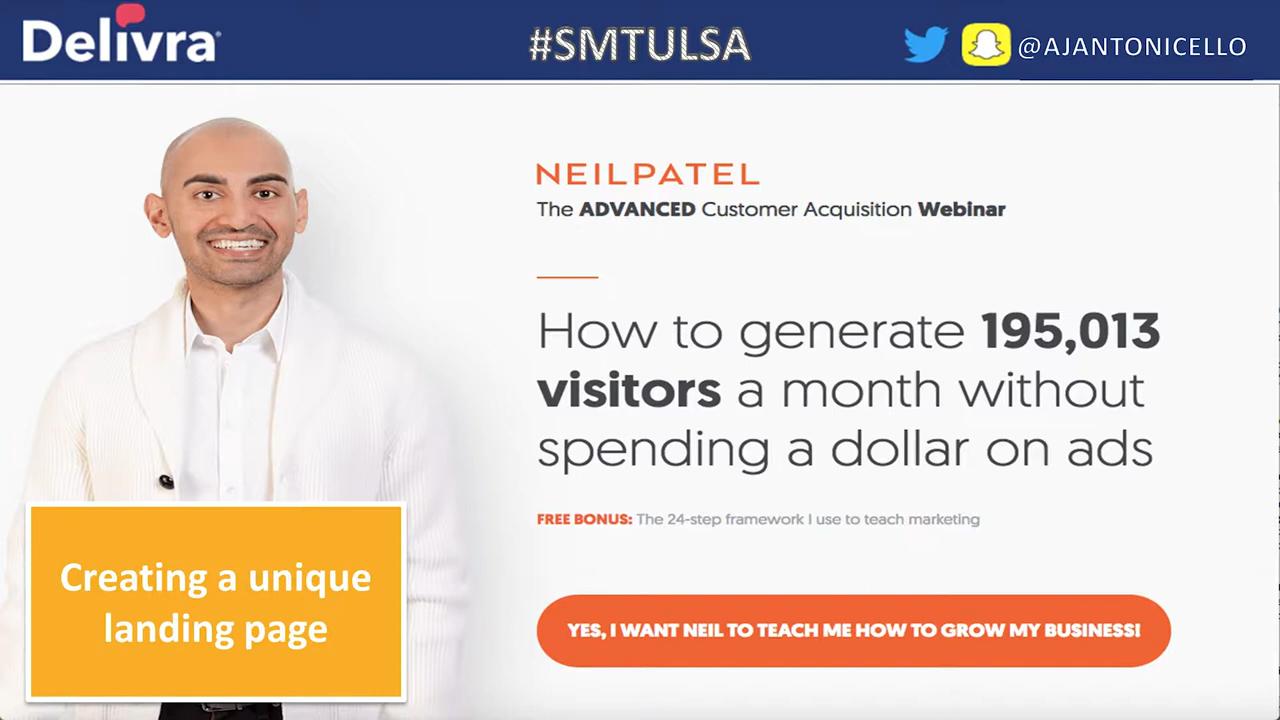 Delivra
#SMTULSA
@AJANTONICELLO
NEILPATEL
The ADVANCED Customer Acquisition Webinar
How to generate 195,013
visitors a month without
spending a dollar on ads
FREE BONUS: The 24-step framework I use to teach marketing
YES, I WANT NEIL TO TEACH ME HOW TO GROW MY BUSINESS!
Creating a unique
landing page